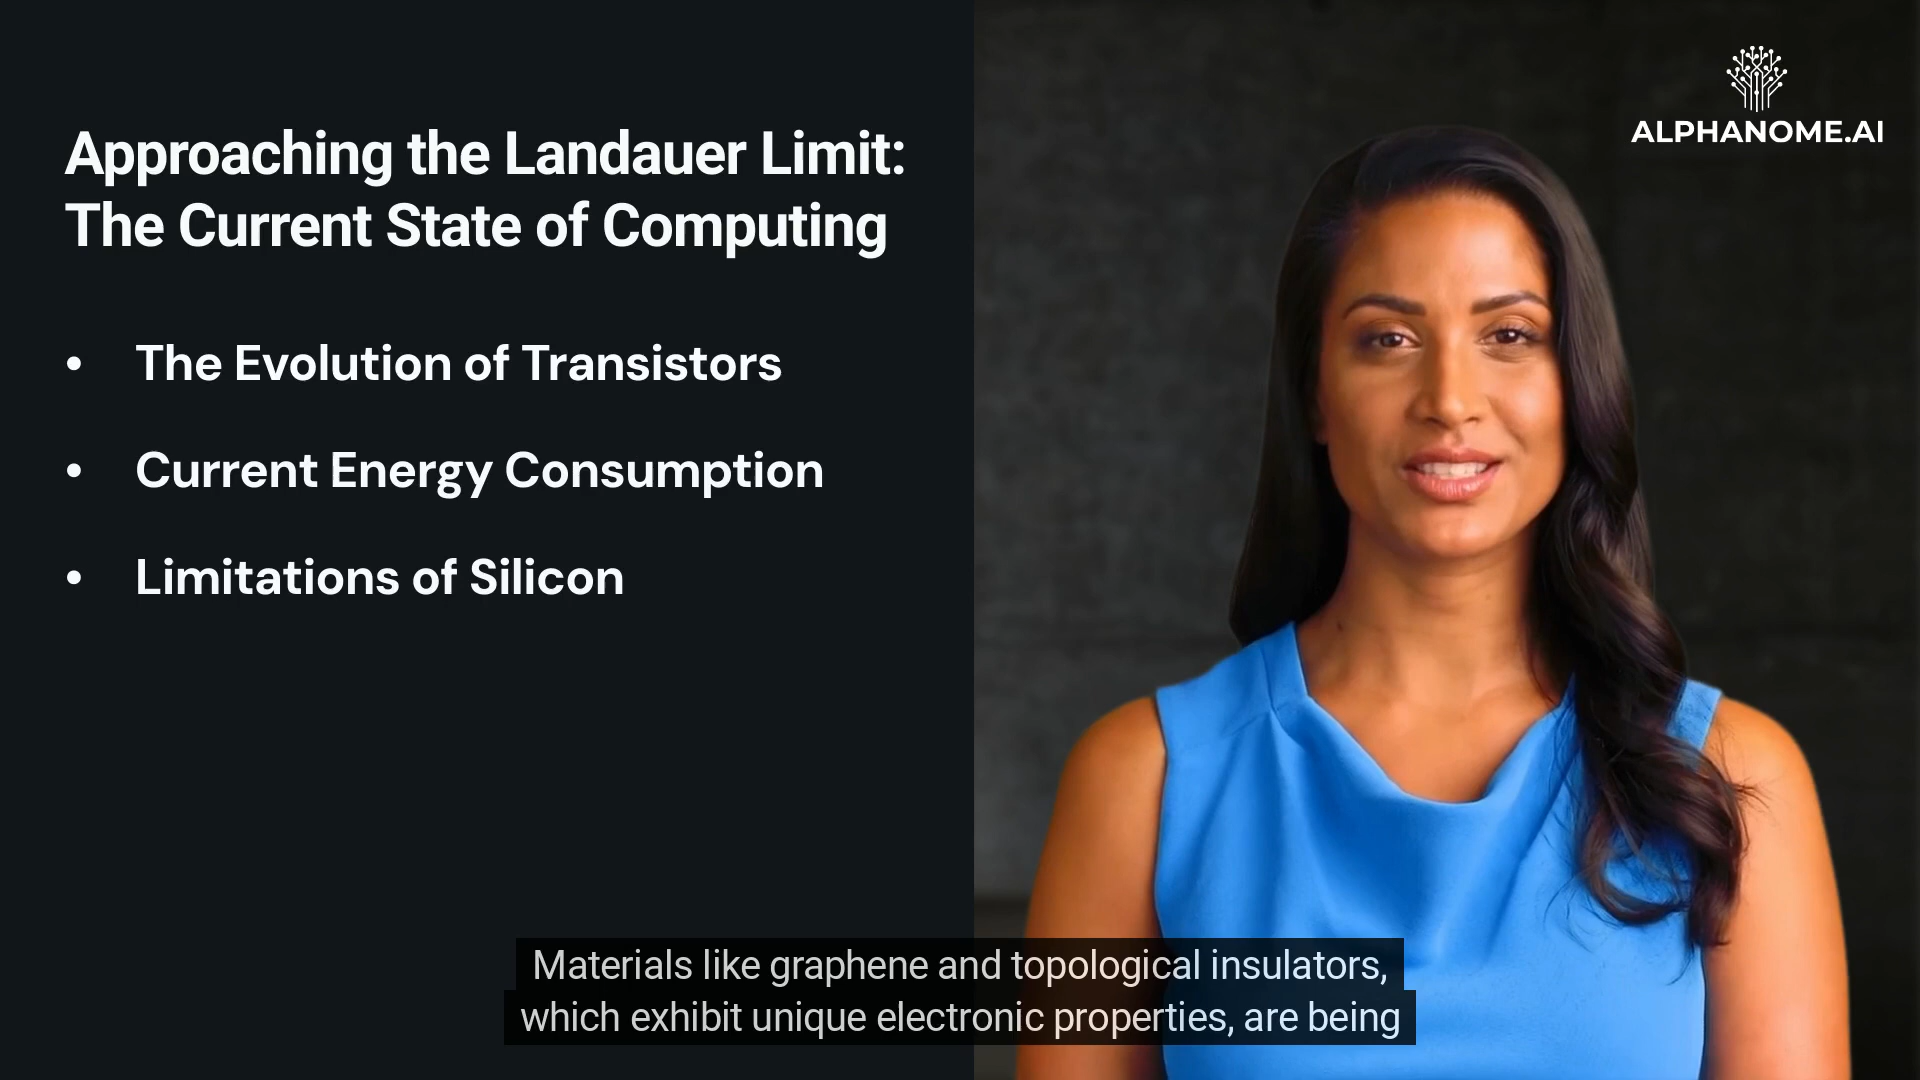 Approaching the Landauer Limit:
The Current State of Computing
• The Evolution of Transistors
• Current Energy Consumption
• Limitations of Silicon
ALPHANOME.AI
Materials like graphene and topological insulators,
which exhibit unique electronic properties, are being